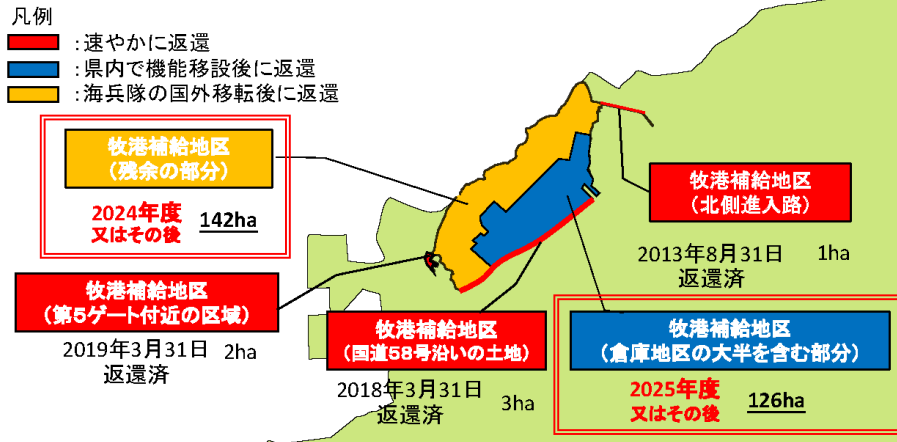 凡例
:速やかに返還
:県内で機能移設後に返還
:海兵隊の国外移転後に返還
牧港補給地区
(残余の部分)
2024年度
又はその後
142ha
牧港補給地区
(北側進入路)
2013年8月31日
返還済
1ha
牧港補給地区
(第5ゲート付近の区域)
2019年3月31日
返還済
2ha
牧港補給地区
(国道58号沿いの土地)
2018年3月31日
返還済
3ha
牧港補給地区
(倉庫地区の大半を含む部分)
2025年度
又はその後
126ha